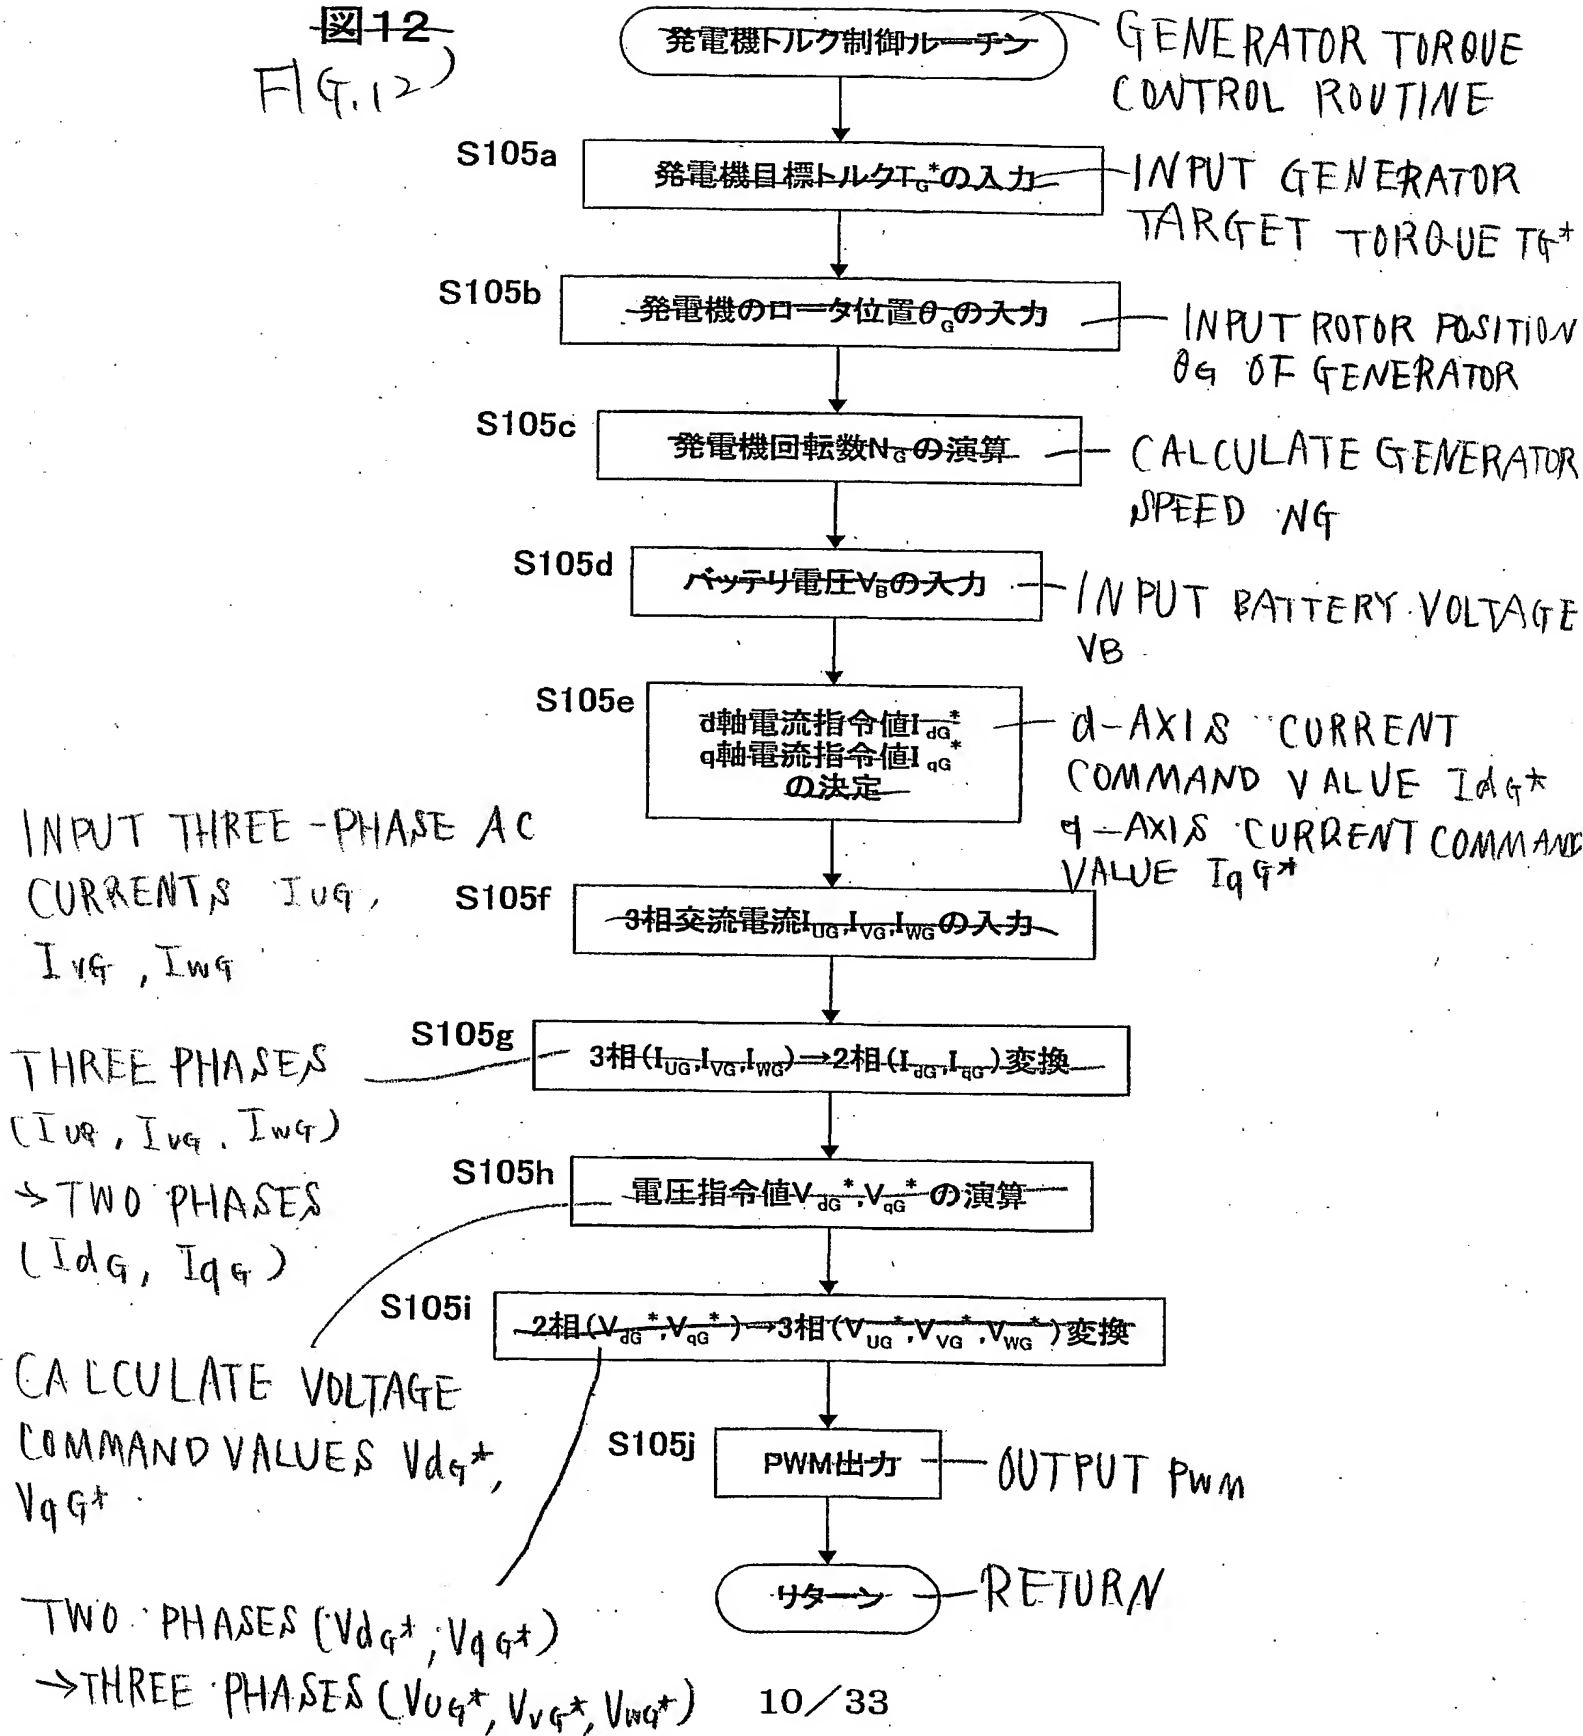 図12
FIG.12)
発電機トルク制御ルーチン
GENERATOR TORQUE
CONTROL ROUTINE
S105a
発電機目標トルクTG*の入力
INPUT GENERATOR
TARGET TORQUE TG*
S105b
発電機のロータ位置θGの入力
INPUT ROTOR POSITION
θG OF GENERATOR
S105c
発電機回転数NGの演算
CALCULATE GENERATOR
SPEED NG
S105d
バッテリ電圧VBの入力
INPUT BATTERY VOLTAGE
VB
S105e
d軸電流指令値IdG*
q軸電流指令値IqG*
の決定
d-AXIS CURRENT
COMMAND VALUE IdG*
q-AXIS CURRENT COMMAND
VALUE IqG*
INPUT THREE-PHASE AC
CURRENTS IUG,
IVG, IWG
S105f
3相交流電流IUG,IVG,IWGの入力
S105g
3相(IUG,IVG,IWG)→2相(IdG,IqG)変換
THREE PHASES
(IUG, IVG, IWG)
→TWO PHASES
(IdG, IqG)
S105h
電圧指令値VdG*,VqG*の演算
S105i
2相(VdG*,VqG*)→3相(VUG*,VVG*,VWG*)変換
CALCULATE VOLTAGE
COMMAND VALUES VdG*,
VqG*
S105j
PWM出力
OUTPUT PWM
リターン
RETURN
TWO PHASES (VdG*, VqG*)
→THREE PHASES (VUG*, VVG*, VWG*)
10/33